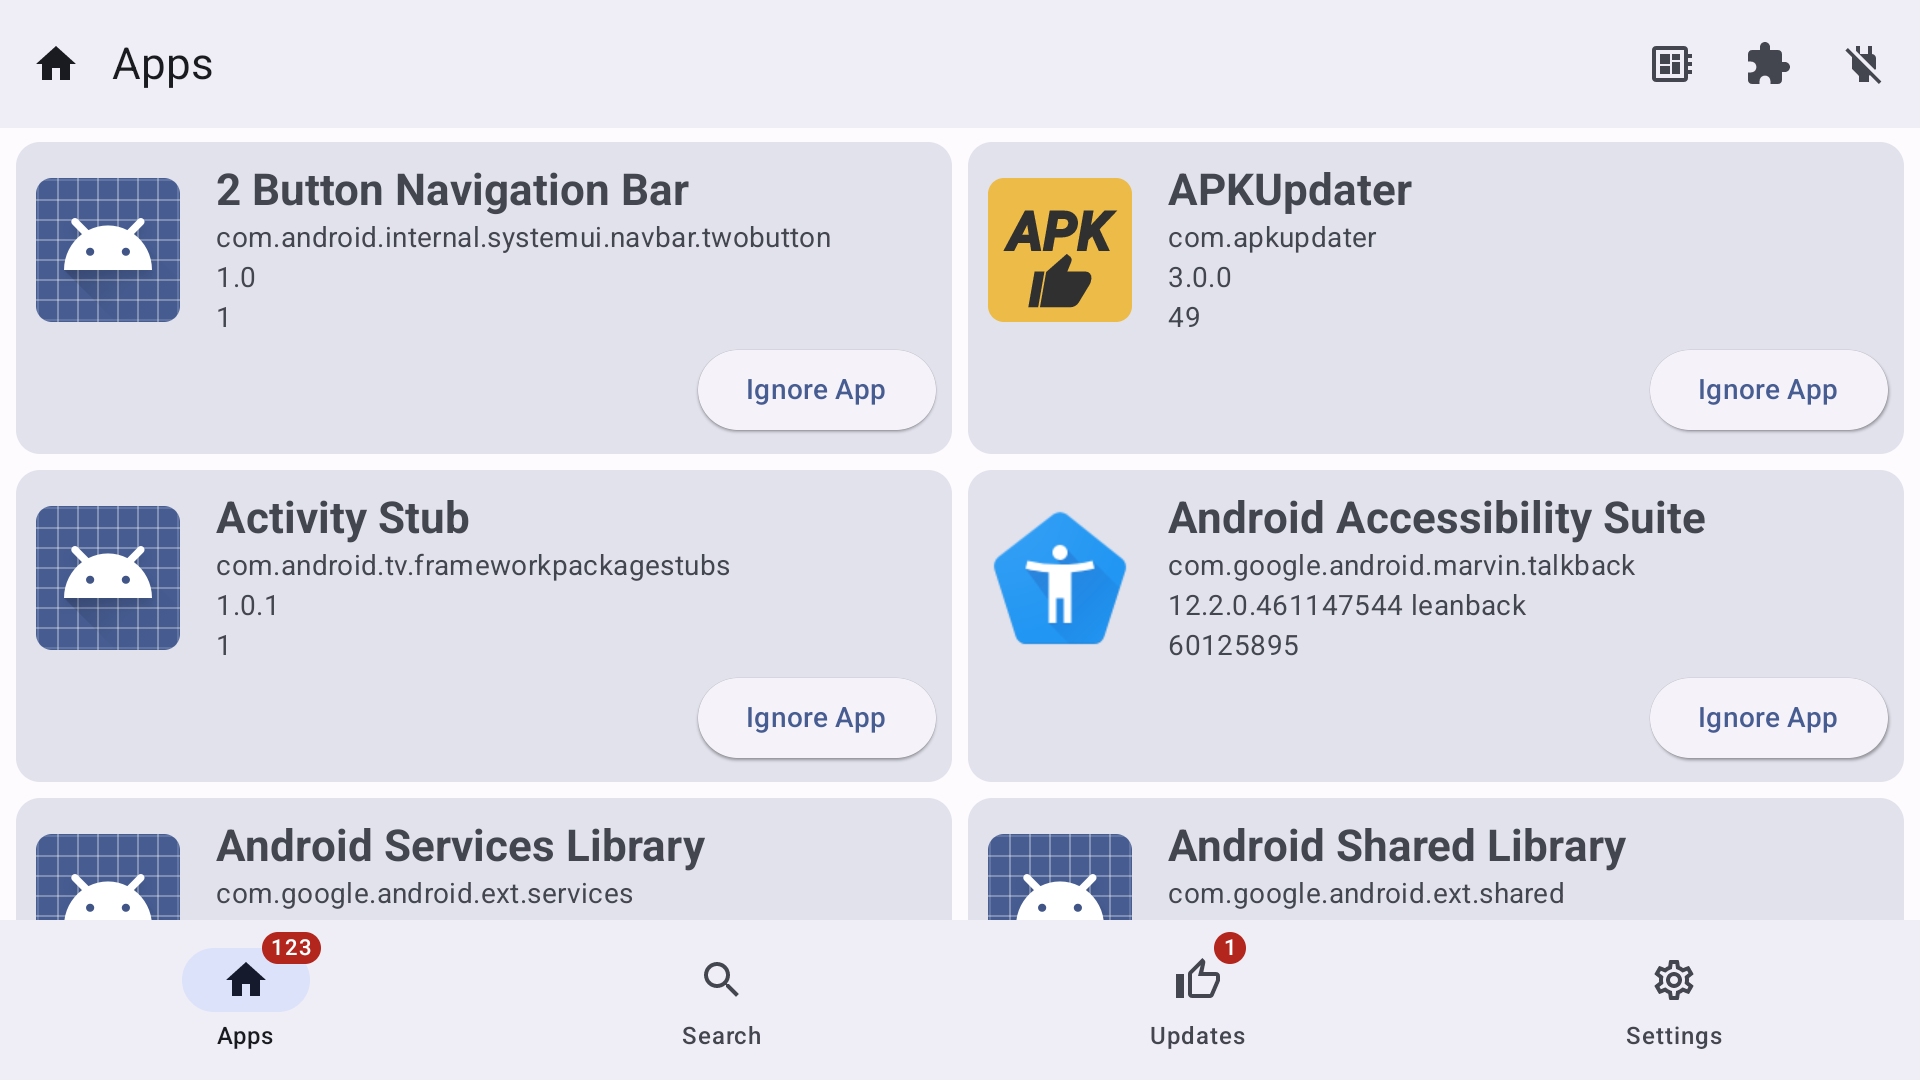 Apps
2 Button Navigation Bar
com.android.internal.systemui.navbar.twobutton
1.0
1
Ignore App
APK
APKUpdater
com.apkupdater
3.0.0
49
Ignore App
Activity Stub
com.android.tv.frameworkpackagestubs
1.0.1
1
Ignore App
Android Accessibility Suite
com.google.android.marvin.talkback
12.2.0.461147544 leanback
60125895
Ignore App
Android Services Library
com.google.android.ext.services
Android Shared Library
com.google.android.ext.shared
123
Apps
Search
1
Updates
Settings